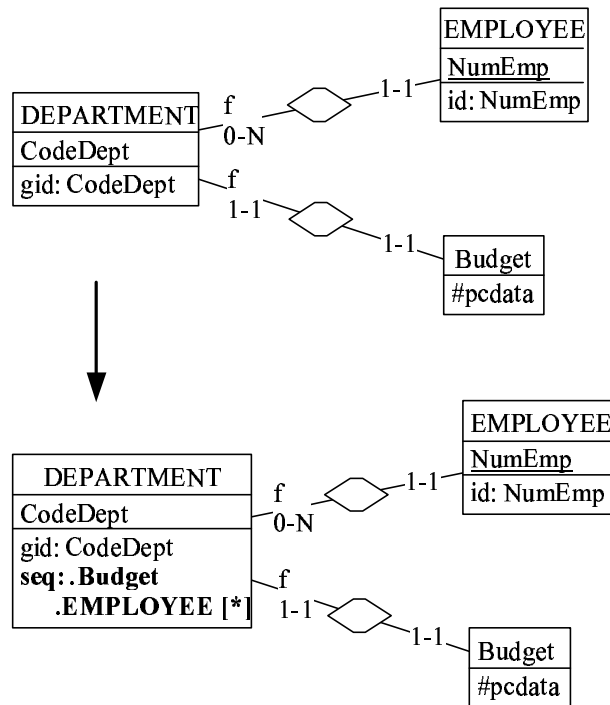 EMPLOYEE
NumEmp
id: NumEmp
DEPARTMENT
CodeDept
gid: CodeDept
f
0-N
1-1
f
1-1
1-1
Budget
#pcdata
EMPLOYEE
NumEmp
id: NumEmp
DEPARTMENT
CodeDept
gid: CodeDept
seq: .Budget
.EMPLOYEE [*]
f
0-N
1-1
f
1-1
1-1
Budget
#pcdata